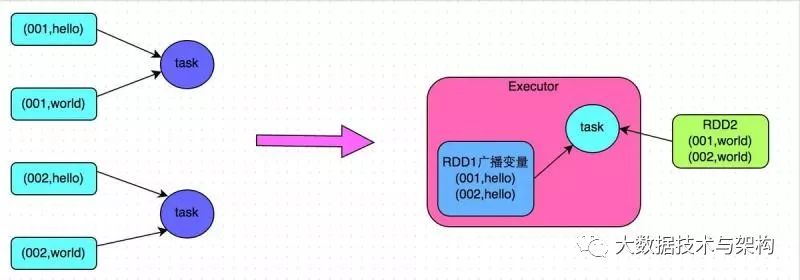 (001,hello)
task
(001,world)
(002,hello)
task
(002,world)
Executor
task
RDD1广播变量
(001,hello)
(002,hello)
RDD2
(001,world)
(002,world)
大数据技术与架构